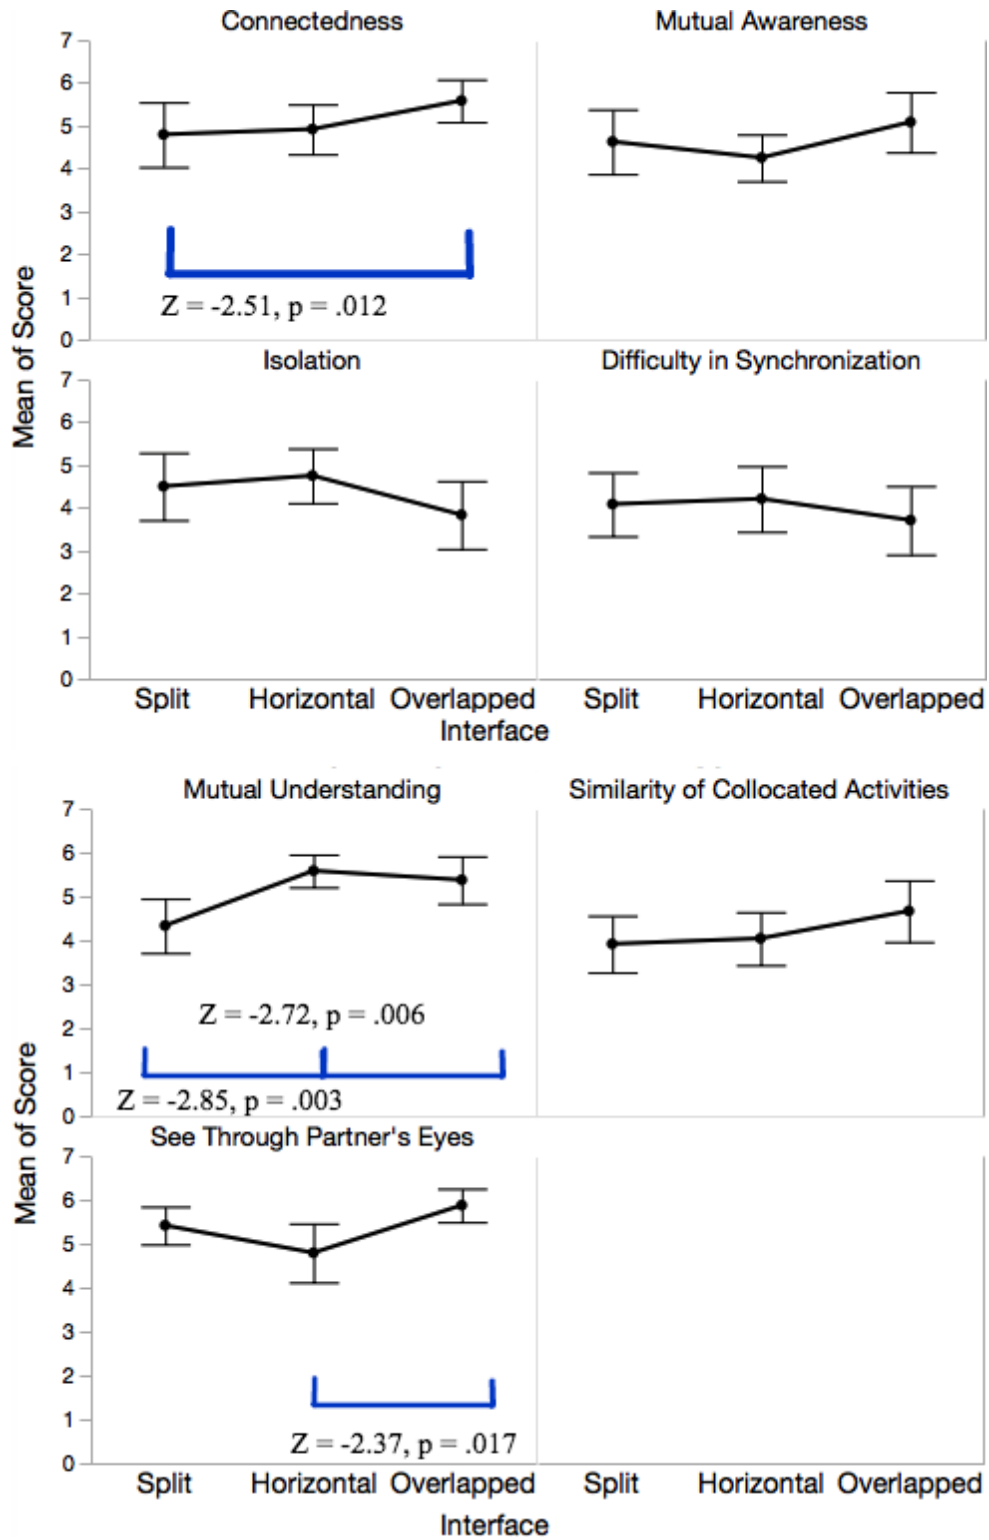 Connectedness
Mutual Awareness
7
6
5
4
3
2
1
0
Z = -2.51, p = .012
Mean of Score
Isolation
Difficulty in Synchronization
7
6
5
4
3
2
1
0
Split Horizontal Overlapped Split Horizontal Overlapped
Interface
Mutual Understanding
Similarity of Collocated Activities
7
6
5
4
3
2
1
0
Z = -2.72, p = .006
Z = -2.85, p = .003
Mean of Score
See Through Partner's Eyes
7
6
5
4
3
2
1
0
Z = -2.37, p = .017
Split Horizontal Overlapped Split Horizontal Overlapped
Interface